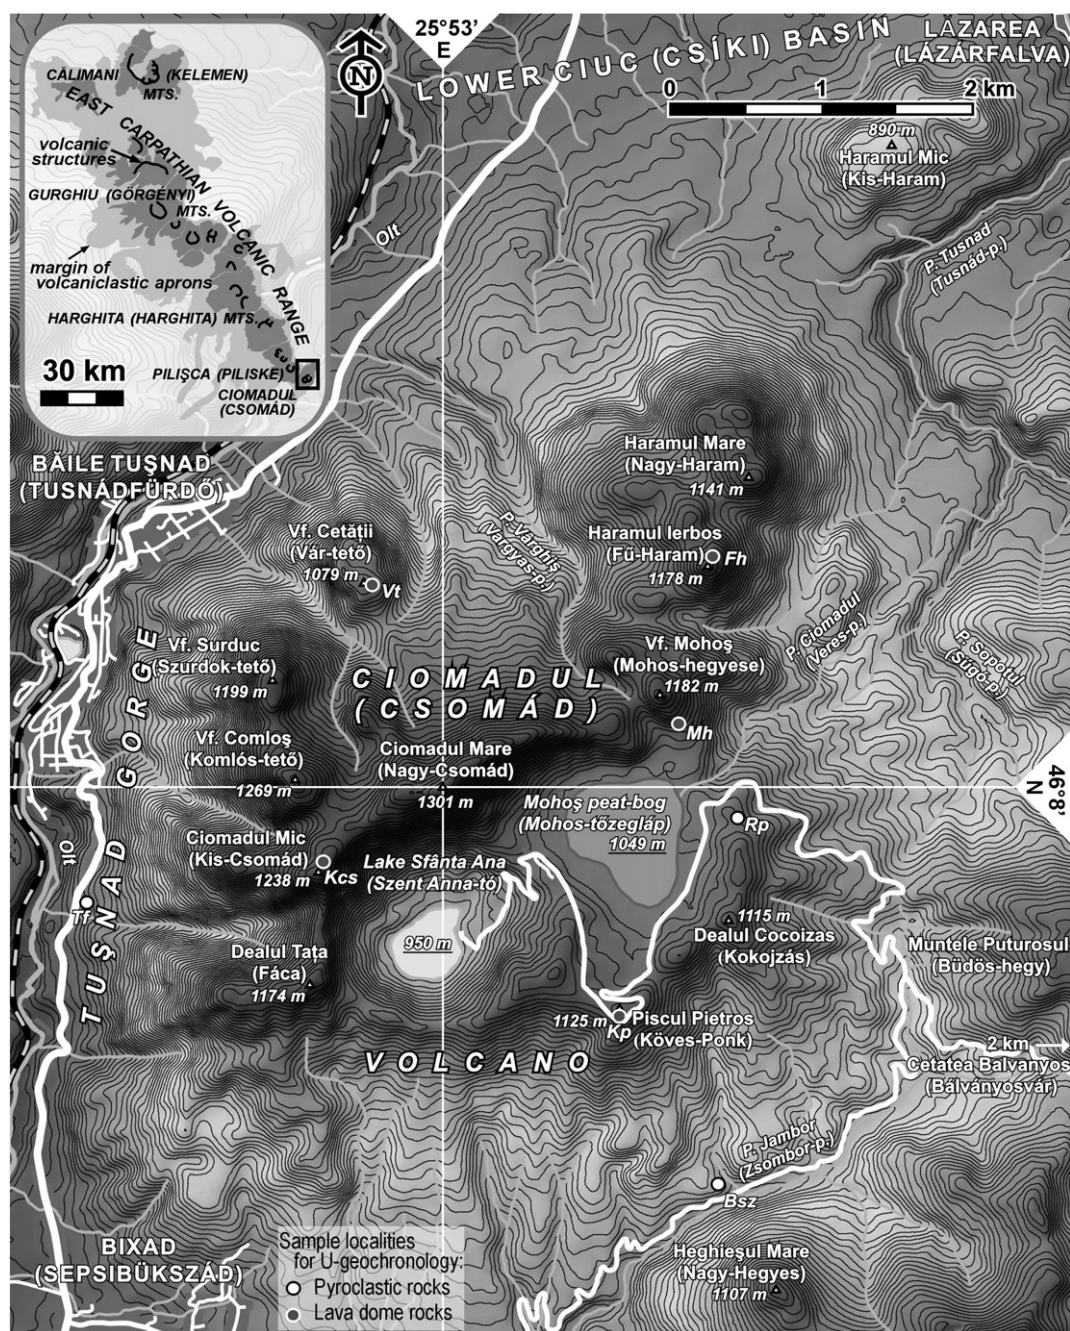 25°53'
E
N
LOWER CIUC (CSÍKI) BASIN
LĂZAREA
(LÁZÁRFALVA)
0 1 2 km
890 m
Haramul Mic
(Kis-Haram)
CĂLIMANI (KELEMEN)
MTS.
EAST CARPATHIAN VOLCANIC RANGE
volcanic
structures
GURGHIU (GÖRGÉNYI)
MTS.
margin of
volcaniclastic aprons
HARGHITA (HARGHITA) MTS.
30 km
PILIŞCA (PILISKE)
CIOMADUL
(CSOMÁD)
Olt
P. Tusnad
(Tusnád-p.)
BĂILE TUŞNAD
(TUSNÁDFÜRDŐ)
Haramul Mare
(Nagy-Haram)
1141 m
Vf. Cetăţii
(Vár-tető)
1079 m
Vt
P. Varghiş
(Vargyas-p.)
Haramul Ierbos
(Fű-Haram)
Fh
1178 m
Vf. Surduc
(Szurdok-tető)
1199 m
CIOMADUL
(CSOMÁD)
Vf. Mohoş
(Mohos-hegyese)
1182 m
Mh
P. Ciomadul
(Veres-p.)
P. Sopotul
(Sugó-p.)
TUŞNAD GORGE
Vf. Comloş
(Komlós-tető)
1269 m
Ciomadul Mare
(Nagy-Csomád)
1301 m
46°8'
N
Mohoş peat-bog
(Mohos-tőzegláp)
1049 m
Rp
Olt
Ciomadul Mic
(Kis-Csomád)
1238 m
Kcs
Lake Sfânta Ana
(Szent Anna-tó)
950 m
Tf
1115 m
Dealul Cocoizas
(Kokojzás)
Muntele Puturosul
(Büdös-hegy)
Dealul Taţa
(Fáca)
1174 m
1125 m
Kp
Piscul Pietros
(Köves-Ponk)
VOLCANO
2 km
Cetatea Balvanyos
(Bálványosvár)
P. Jambor
(Zsombor-p.)
Bsz
BIXAD
(SEPSIBÜKSZÁD)
Sample localities
for U-geochronology:
Pyroclastic rocks
Lava dome rocks
Heghieşul Mare
(Nagy-Hegyes)
1107 m